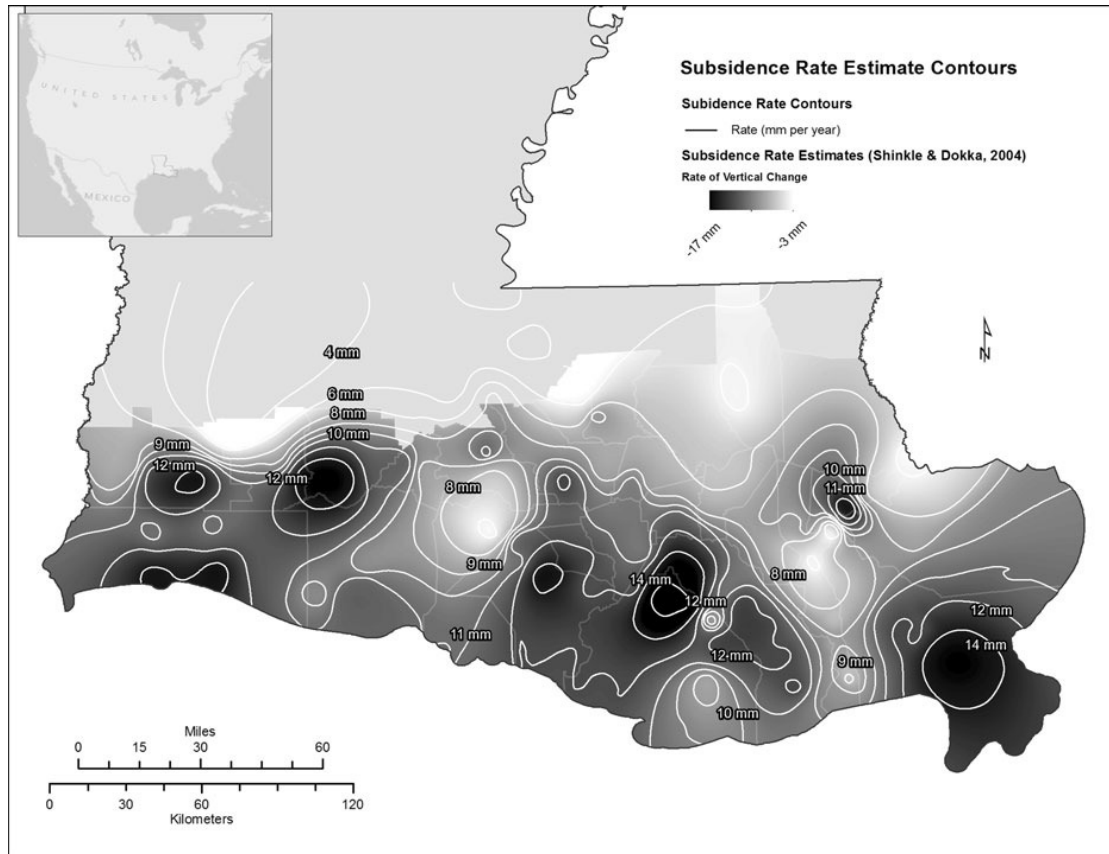 UNITED STATES
MEXICO
Subsidence Rate Estimate Contours
Subidence Rate Contours
Rate (mm per year)
Subsidence Rate Estimates (Shinkle & Dokka, 2004)
Rate of Vertical Change
-17 mm
-3 mm
N
4 mm
6 mm
8 mm
10 mm
9 mm
12 mm
12 mm
8 mm
9 mm
11 mm
10 mm
11 mm
8 mm
14 mm
12 mm
12 mm
9 mm
10 mm
12 mm
14 mm
Miles
0 15 30 60
0 30 60 120
Kilometers